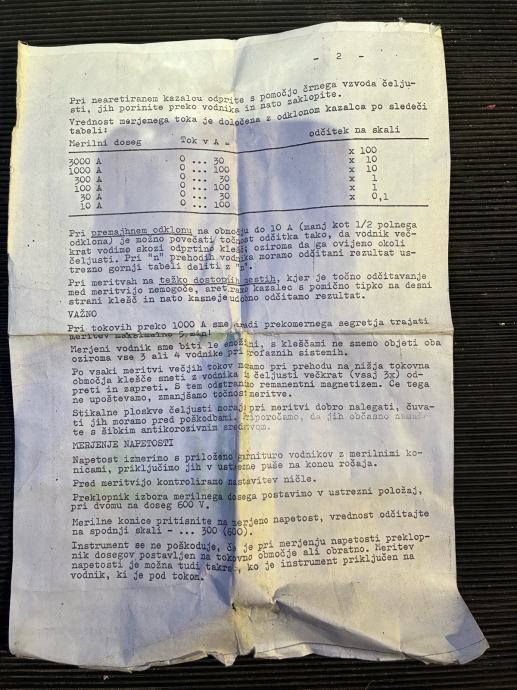 - 2 -
Pri nearetiranem kazalcu odprite s pomočjo črnega vzvoda čelju-
sti, jih porinite preko vodnika in nato zaklopite.
Vrednost merjenega toka je določena z odklonom kazalca po sledeči
tabeli:
Merilni doseg Tok v A = odčitek na skali
3000 A 0 ... 30 x 100
1000 A 0 ... 100 x 10
300 A 0 ... 30 x 10
100 A 0 ... 100 x 1
30 A 0 ... 30 x 1
10 A 0 ... 100 x 0,1
Pri premajhnem odklonu na območju do 10 A (manj kot 1/2 polnega
odklona) je možno povečati točnost odčitka tako, da vodnik več-
krat vodimo skozi odprtino klešč oziroma da ga ovijemo okoli
čeljusti. Pri "n" prehodih vodnika moramo odčitani rezultat us-
trezno gornji tabeli deliti z "n".
Pri meritvah na težko dostopnih mestih, kjer je točno odčitavanje
med meritvijo nemogoče, aretiramo kazalec s pomično tipko na desni
strani klešč in nato kasneje udobno odčitamo rezultat.
VAŽNO
Pri tokovih preko 1000 A sme zaradi prekomernega segretja trajati
meritev maksimalno 5 min!
Merjeni vodnik sme biti le enožilni, s kleščami ne smemo objeti oba
oziroma vse 3 ali 4 vodnike pri trofaznih sistemih.
Po vsaki meritvi večjih tokov moramo pri prehodu na nižja tokovna
območja klešče sneti z vodnika in čeljusti večkrat (vsaj 3x) od-
preti in zapreti. S tem odstranimo remanentni magnetizem. Če tega
ne upoštevamo, zmanjšamo točnost meritve.
Stikalne ploskve čeljusti morajo pri meritvi dobro nalegati, čuva-
ti jih moramo pred poškodbami. Priporočamo, da jih občasno
te s šibkim antikorozivnim sredstvom.
MERJENJE NAPETOSTI
Napetost izmerimo s priloženo garnituro vodnikov z merilnimi ko-
nicami, priključimo jih v ustrezne puše na koncu ročaja.
Pred meritvijo kontroliramo nastavitev ničle.
Preklopnik izbora merilnega dosega postavimo v ustrezni položaj,
pri dvomu na doseg 600 V.
Merilne konice pritisnite na merjeno napetost, vrednost odčitajte
na spodnji skali - ... 300 (600).
Instrument se ne poškoduje, če je pri merjenju napetosti preklop-
nik dosegov postavljen na tokovno območje ali obratno. Meritev
napetosti je možna tudi takrat, ko je instrument priključen na
vodnik, ki je pod tokom.